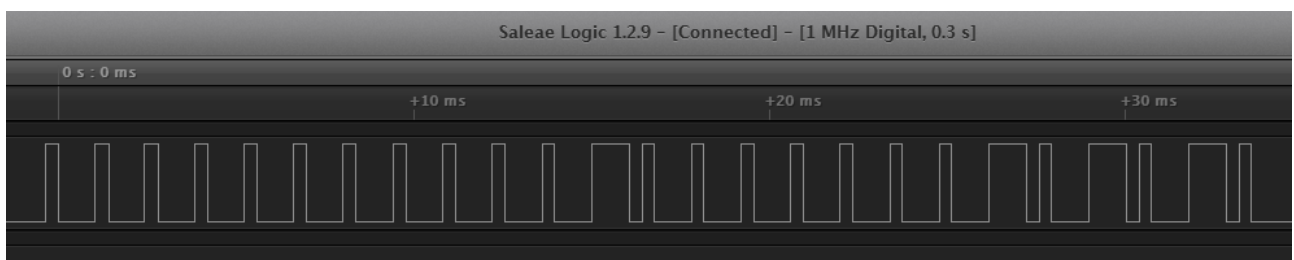 Saleae Logic 1.2.9 – [Connected] – [1 MHz Digital, 0.3 s]
0 s : 0 ms
+10 ms +20 ms +30 ms